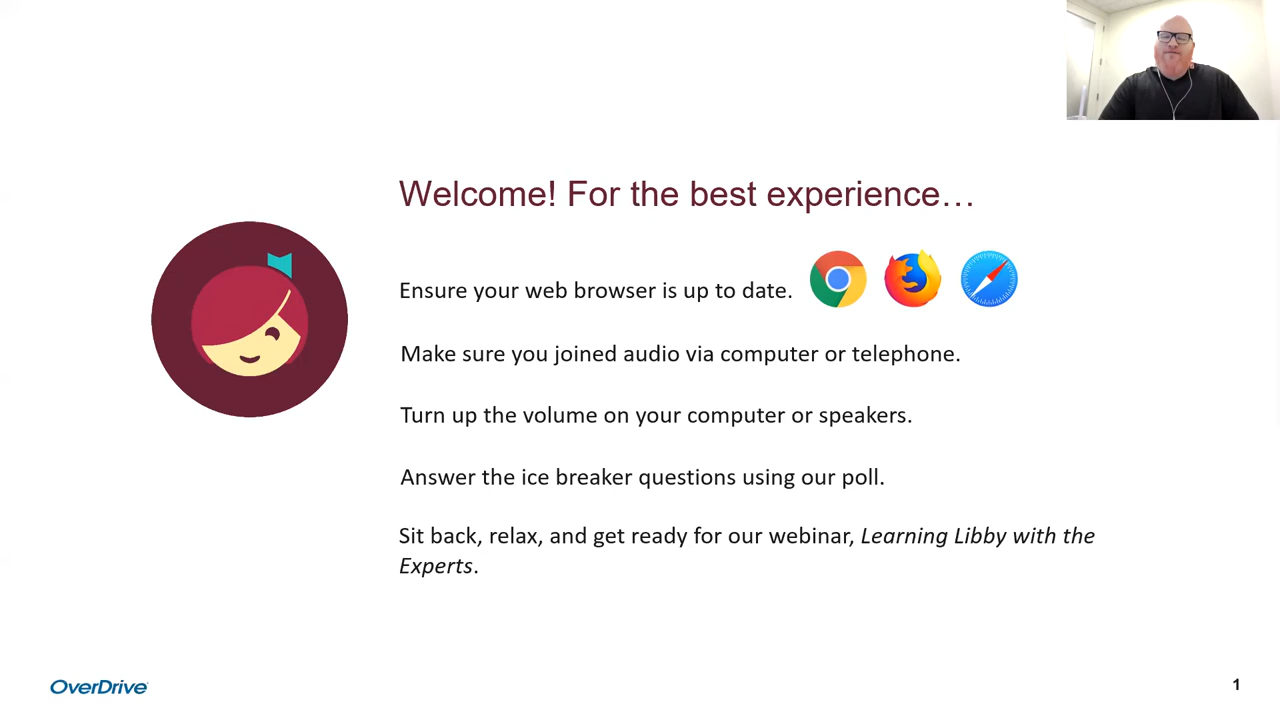 Welcome! For the best experience…
Ensure your web browser is up to date.
Make sure you joined audio via computer or telephone.
Turn up the volume on your computer or speakers.
Answer the ice breaker questions using our poll.
Sit back, relax, and get ready for our webinar, Learning Libby with the
Experts.
OverDrive
1